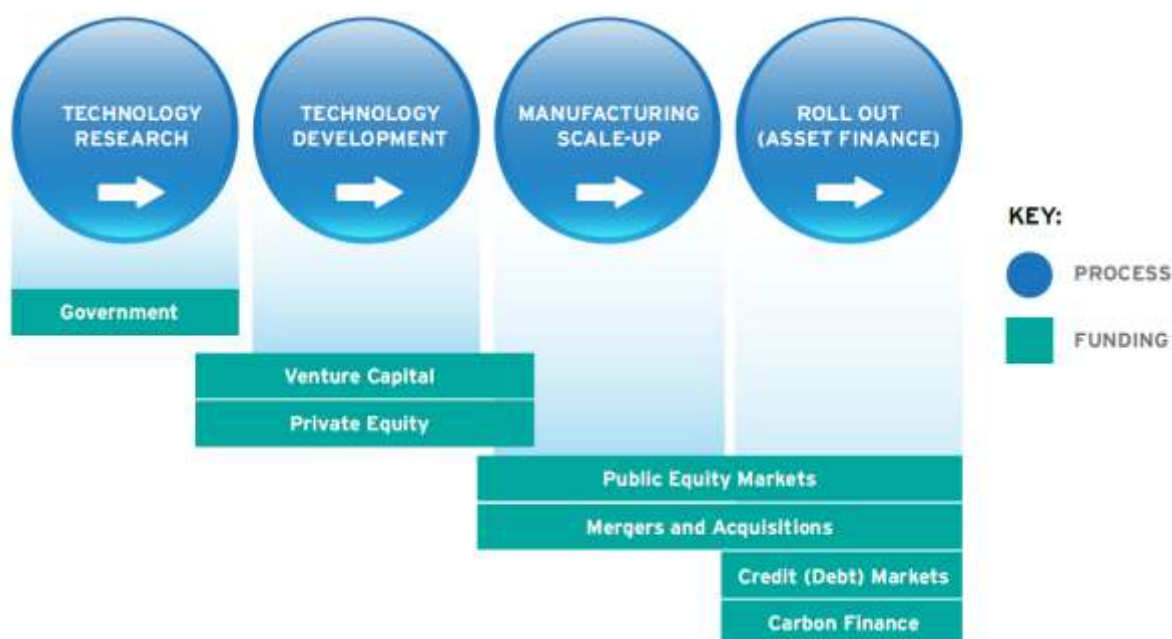 TECHNOLOGY
RESEARCH
TECHNOLOGY
DEVELOPMENT
MANUFACTURING
SCALE-UP
ROLL OUT
(ASSET FINANCE)
KEY:
PROCESS
FUNDING
Government
Venture Capital
Private Equity
Public Equity Markets
Mergers and Acquisitions
Credit (Debt) Markets
Carbon Finance